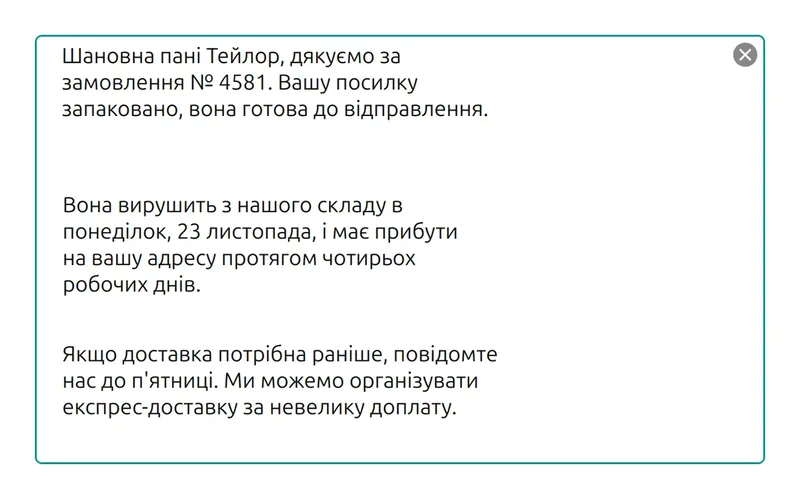 Шановна пані Тейлор, дякуємо за
замовлення № 4581. Вашу посилку
запаковано, вона готова до відправлення.
Вона вирушить з нашого складу в
понеділок, 23 листопада, і має прибути
на вашу адресу протягом чотирьох
робочих днів.
Якщо доставка потрібна раніше, повідомте
нас до п'ятниці. Ми можемо організувати
експрес-доставку за невелику доплату.